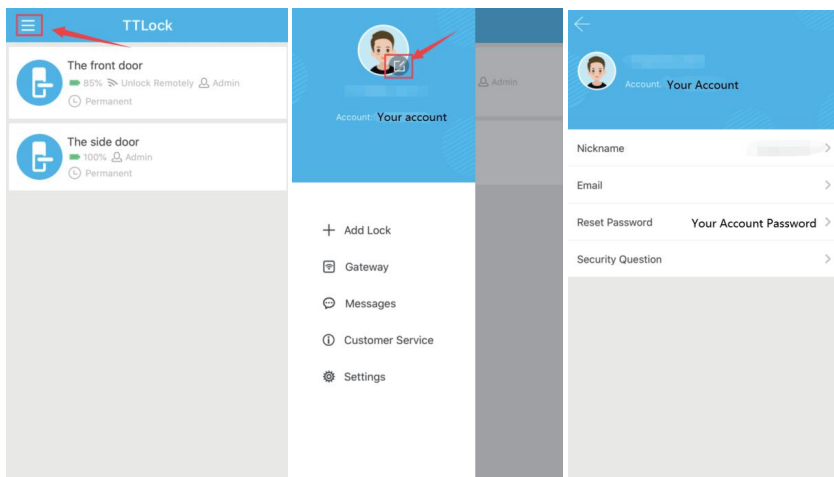 TTLock
The front door
85% Unlock Remotely Admin
Permanent
The side door
100% Admin
Permanent
Account: Your account
Add Lock
Gateway
Messages
Customer Service
Settings
Admin
Account: Your Account
Nickname
Email
Reset Password Your Account Password
Security Question